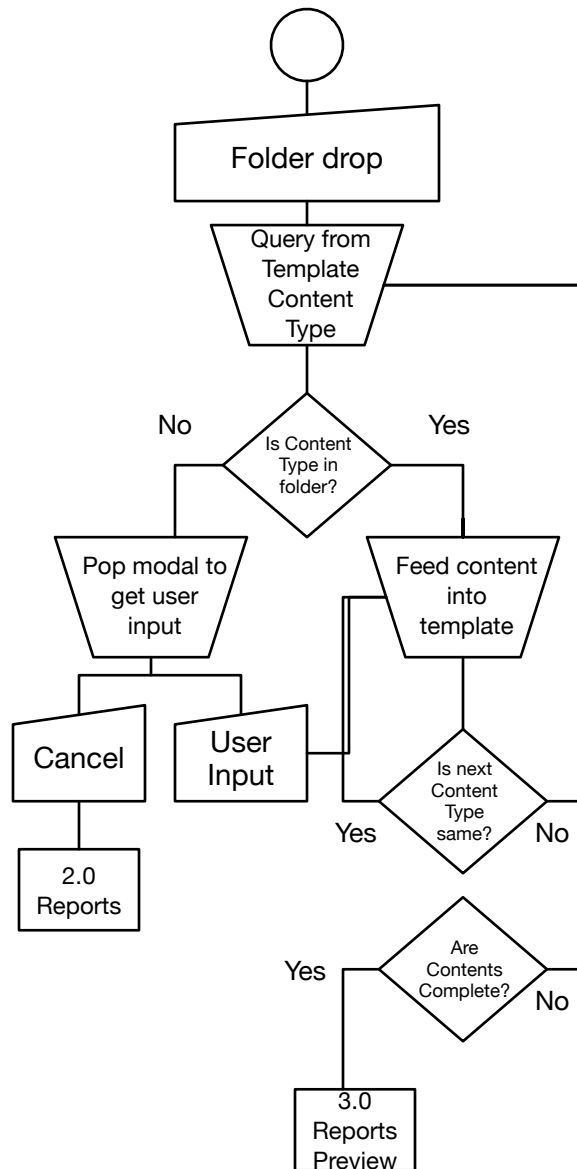 Folder drop
Query from
Template
Content
Type
No
Yes
Is Content
Type in
folder?
Pop modal to
get user
input
Feed content
into
template
Cancel
User
Input
Is next
Content
Type
same?
Yes
No
2.0
Reports
Are
Contents
Complete?
Yes
No
3.0
Reports
Preview